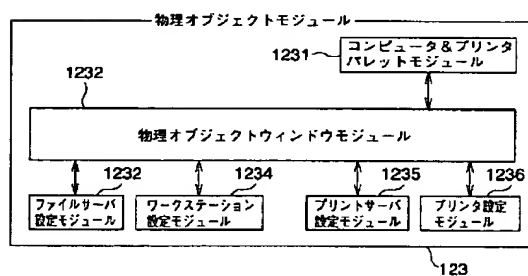 物理オブジェクトモジュール
1231
コンピュータ&プリンタ
パレットモジュール
1232
物理オブジェクトウィンドウモジュール
1232
ファイルサーバ
設定モジュール
1234
ワークステーション
設定モジュール
1235
プリントサーバ
設定モジュール
1236
プリンタ設定
モジュール
123